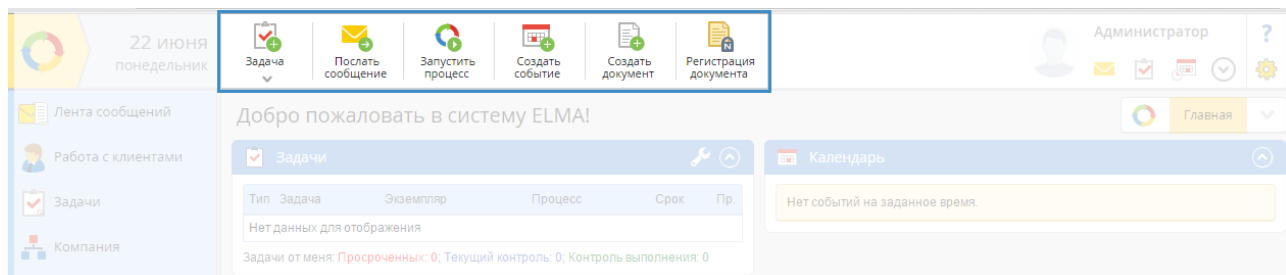 22 июня
понедельник
Задача
Послать
сообщение
Запустить
процесс
Создать
событие
Создать
документ
N
Регистрация
документа
Администратор
?
Лента сообщений
Работа с клиентами
Задачи
Компания
Добро пожаловать в систему ELMA!
Главная
Задачи
Тип Задача Экземпляр Процесс Срок Пр.
Нет данных для отображения
Задачи от меня: Просроченных: 0; Текущий контроль: 0; Контроль выполнения: 0
Календарь
Нет событий на заданное время.